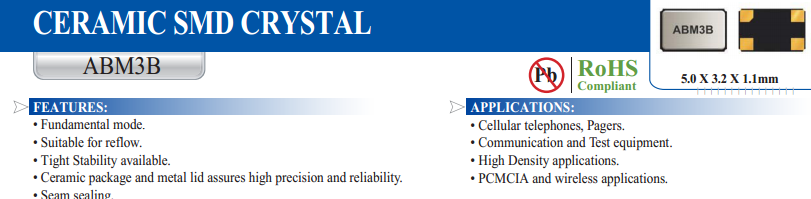 CERAMIC SMD CRYSTAL
ABM3B
ABM3B
Pb
RoHS
Compliant
5.0 X 3.2 X 1.1mm
FEATURES:
• Fundamental mode.
• Suitable for reflow.
• Tight Stability available.
• Ceramic package and metal lid assures high precision and reliability.
• Seam sealing.
APPLICATIONS:
• Cellular telephones, Pagers.
• Communication and Test equipment.
• High Density applications.
• PCMCIA and wireless applications.